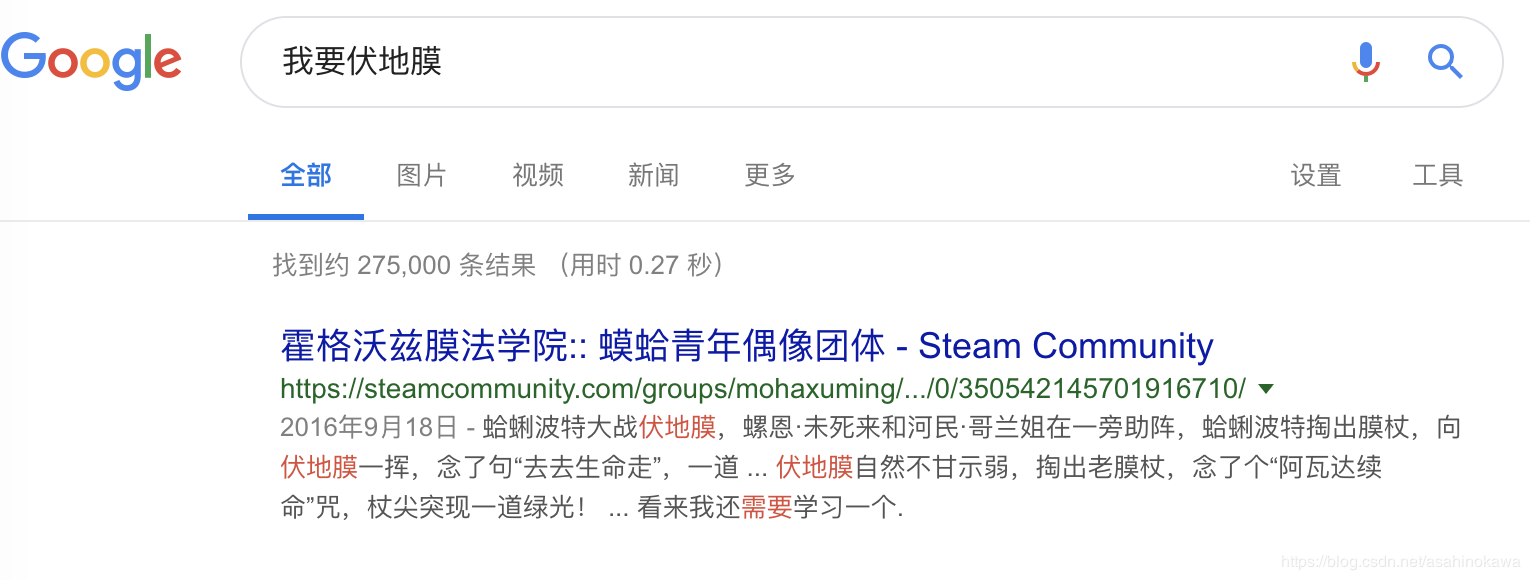 Google 我要伏地膜
全部 图片 视频 新闻 更多 设置 工具
找到约 275,000 条结果 （用时 0.27 秒）
霍格沃兹膜法学院:: 蟆蛤青年偶像团体 - Steam Community
https://steamcommunity.com/groups/mohaxuming/.../0/350542145701916710/
2016年9月18日 - 蛤蜊波特大战伏地膜，螺恩·未死来和河民·哥兰姐在一旁助阵，蛤蜊波特掏出膜杖，向
伏地膜一挥，念了句“去去生命走”，一道 ... 伏地膜自然不甘示弱，掏出老膜杖，念了个“阿瓦达续
命”咒，杖尖突现一道绿光！ ... 看来我还需要学习一个.
https://blog.csdn.net/asahinokawa